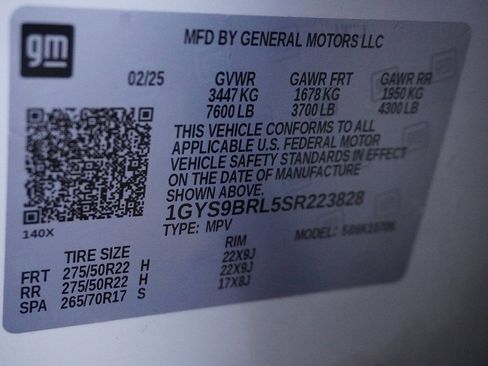 gm
MFD BY GENERAL MOTORS LLC
02/25 GVWR GAWR FRT GAWR RR
3447 KG 1678 KG 1950 KG
7600 LB 3700 LB 4300 LB
THIS VEHICLE CONFORMS TO ALL
APPLICABLE U.S. FEDERAL MOTOR
VEHICLE SAFETY STANDARDS IN EFFECT
ON THE DATE OF MANUFACTURE
SHOWN ABOVE.
1GYS9BRL5SR223828
TYPE: MPV MODEL:
140X
TIRE SIZE RIM
FRT 275/50R22 H 22X9J
RR 275/50R22 H 22X9J
SPA 265/70R17 S 17X8J